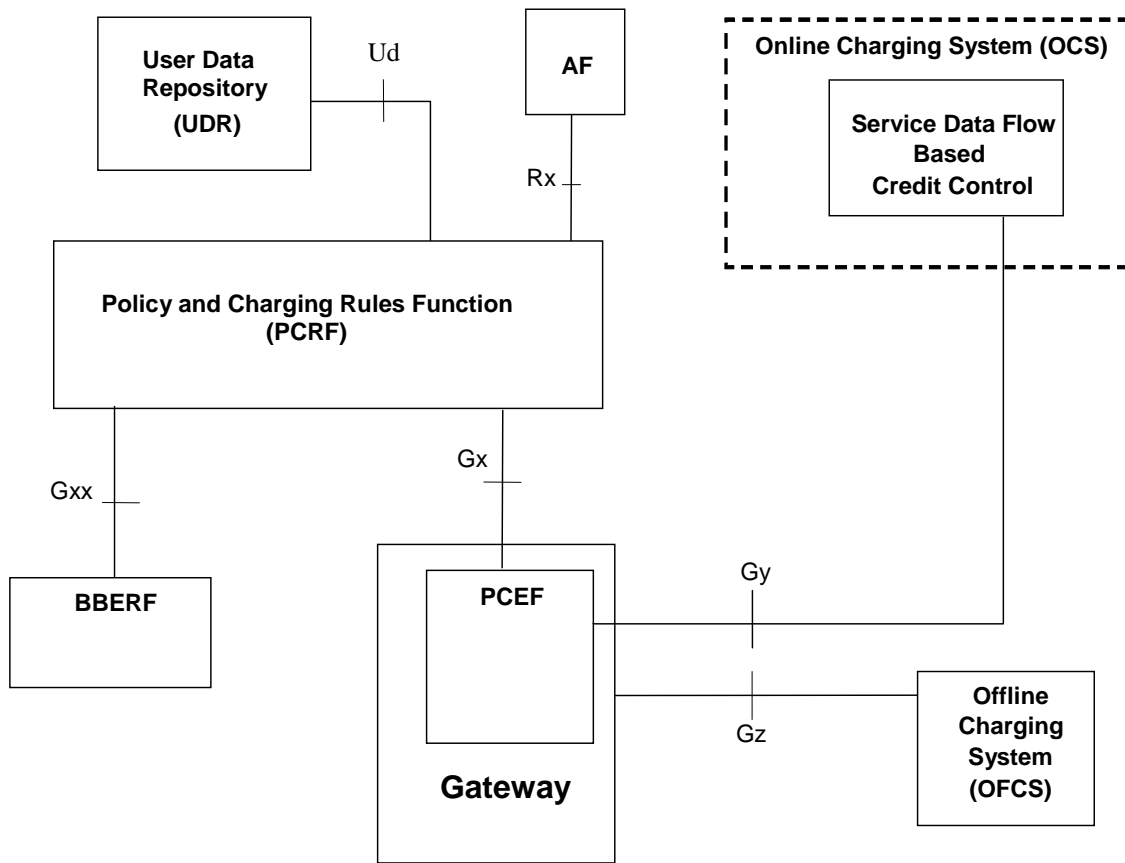 User Data
Repository
(UDR)
Ud
AF
Rx
Online Charging System (OCS)
Service Data Flow
Based
Credit Control
Policy and Charging Rules Function
(PCRF)
Gxx
Gx
BBERF
PCEF
Gateway
Gy
Gz
Offline
Charging
System
(OFCS)